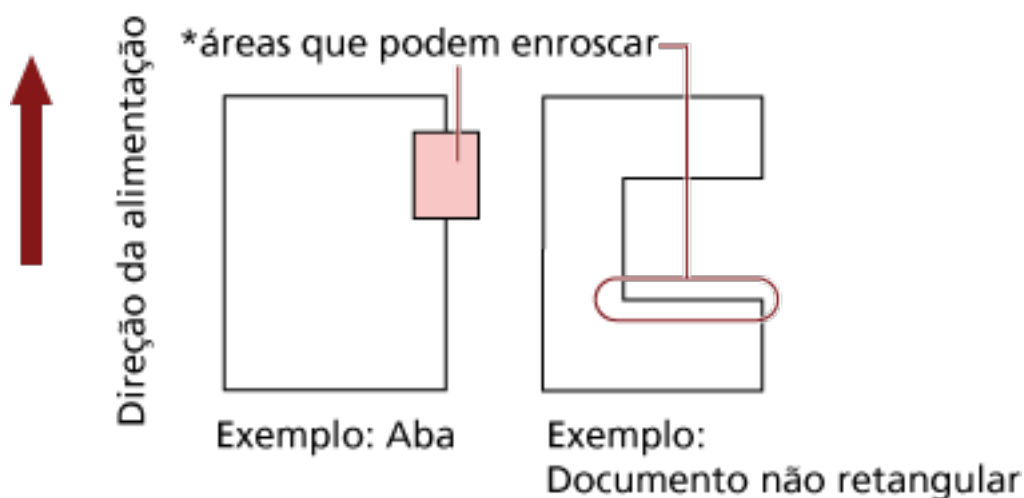 *áreas que podem enroscar
Direção da alimentação
Exemplo: Aba
Exemplo:
Documento não retangular